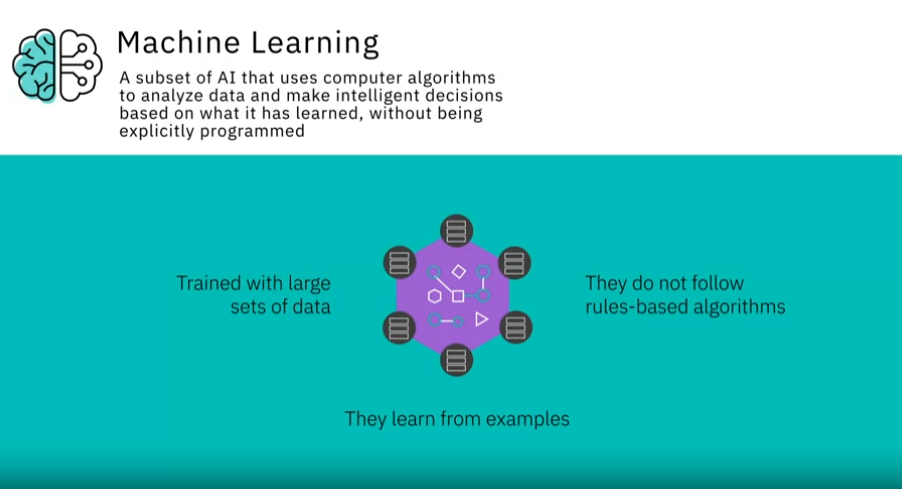 Machine Learning
A subset of AI that uses computer algorithms
to analyze data and make intelligent decisions
based on what it has learned, without being
explicitly programmed
Trained with large
sets of data
They do not follow
rules-based algorithms
They learn from examples